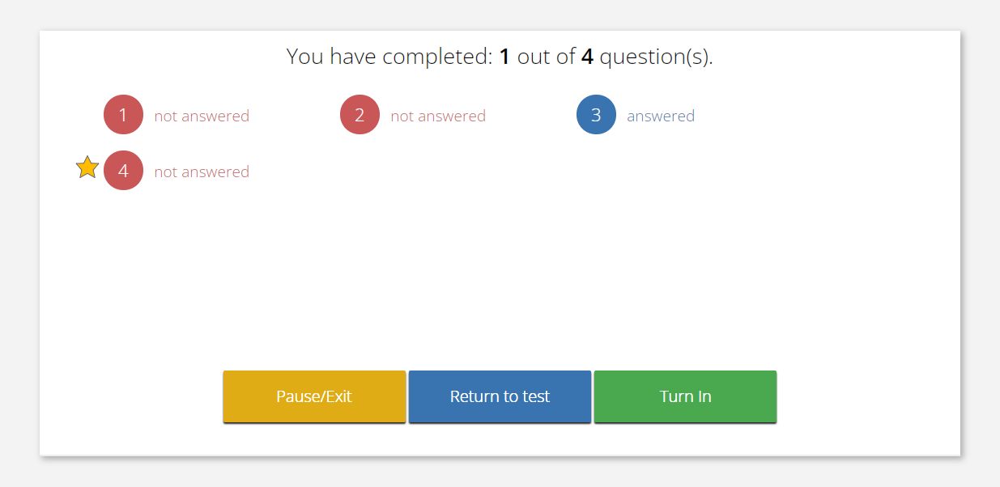 You have completed: 1 out of 4 question(s).
1 not answered 2 not answered 3 answered
4 not answered
Pause/Exit Return to test Turn In